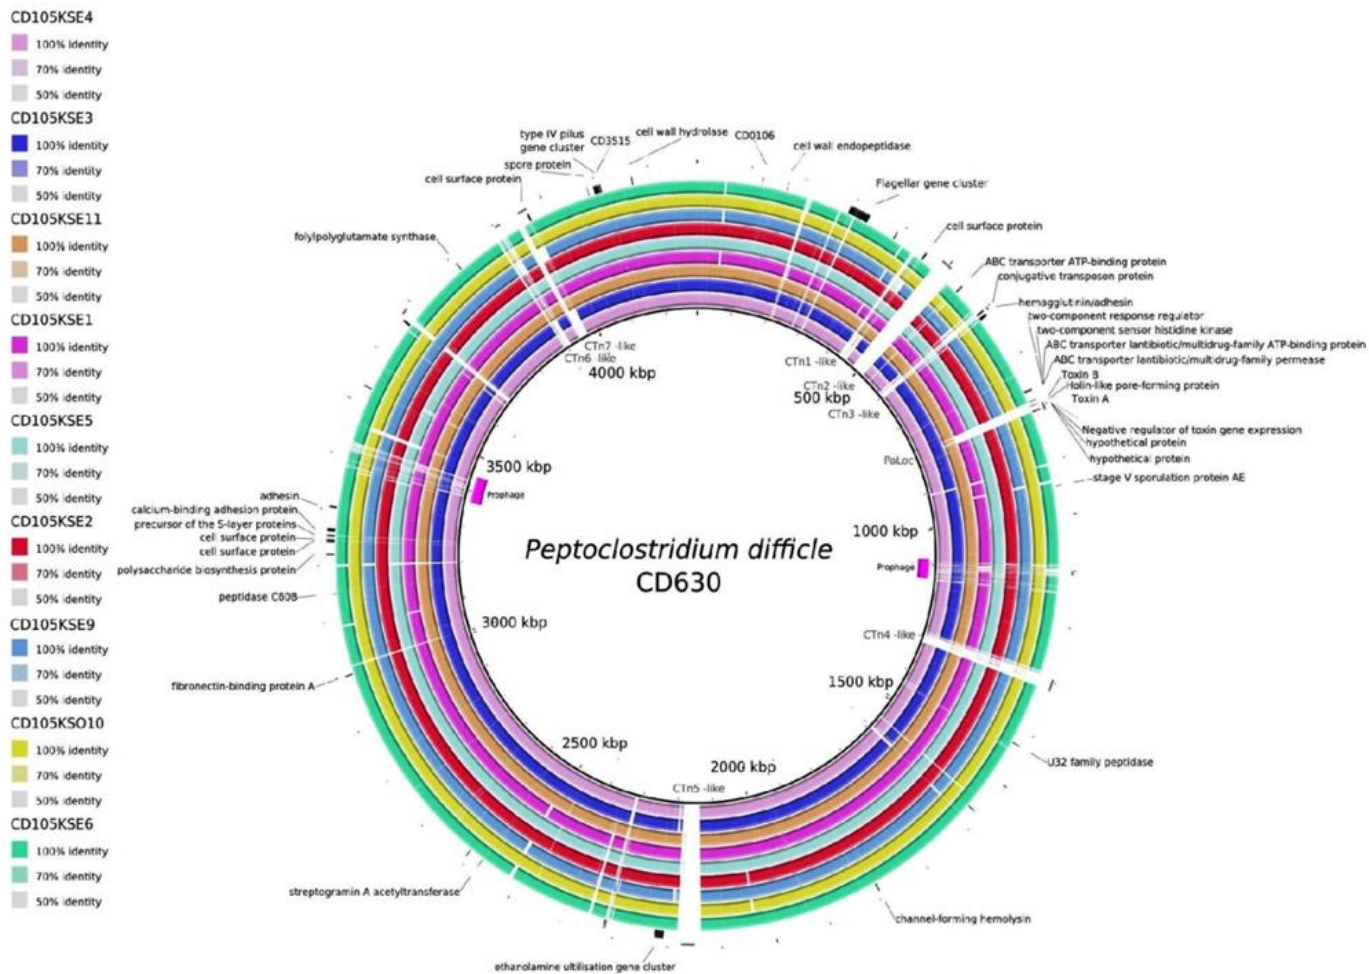 CD105KSE4
100% identity
70% identity
50% identity
CD105KSE3
100% identity
70% identity
50% identity
CD105KSE11
100% identity
70% identity
50% identity
CD105KSE1
100% identity
70% identity
50% identity
CD105KSE5
100% identity
70% identity
50% identity
CD105KSE2
100% identity
70% identity
50% identity
CD105KSE9
100% identity
70% identity
50% identity
CD105KSO10
100% identity
70% identity
50% identity
CD105KSE6
100% identity
70% identity
50% identity
type IV pilus
gene cluster
CD3515
cell wall hydrolase
CD0106
cell wall endopeptidase
spore protein
cell surface protein
Flagellar gene cluster
folylpolyglutamate synthase
cell surface protein
ABC transporter ATP-binding protein
conjugative transposon protein
hemagglutinin/adhesin
two-component response regulator
two-component sensor histidine kinase
ABC transporter lantibiotic/multidrug-family ATP-binding protein
ABC transporter lantibiotic/multidrug-family permease
Toxin B
Holin-like pore-forming protein
Toxin A
Negative regulator of toxin gene expression
hypothetical protein
hypothetical protein
stage V sporulation protein AE
CTn7 -like
CTn6 -like
4000 kbp
CTn1 -like
CTn2 -like
500 kbp
CTn3 -like
PaLoc
3500 kbp
Prophage
1000 kbp
Prophage
Peptoclostridium difficle
CD630
adhesin
calcium-binding adhesion protein
precursor of the S-layer proteins
cell surface protein
cell surface protein
polysaccharide biosynthesis protein
peptidase C80B
3000 kbp
CTn4 -like
fibronectin-binding protein A
1500 kbp
2500 kbp
2000 kbp
CTn5 -like
U32 family peptidase
streptogramin A acetyltransferase
channel-forming hemolysin
ethanolamine ultilisation gene cluster